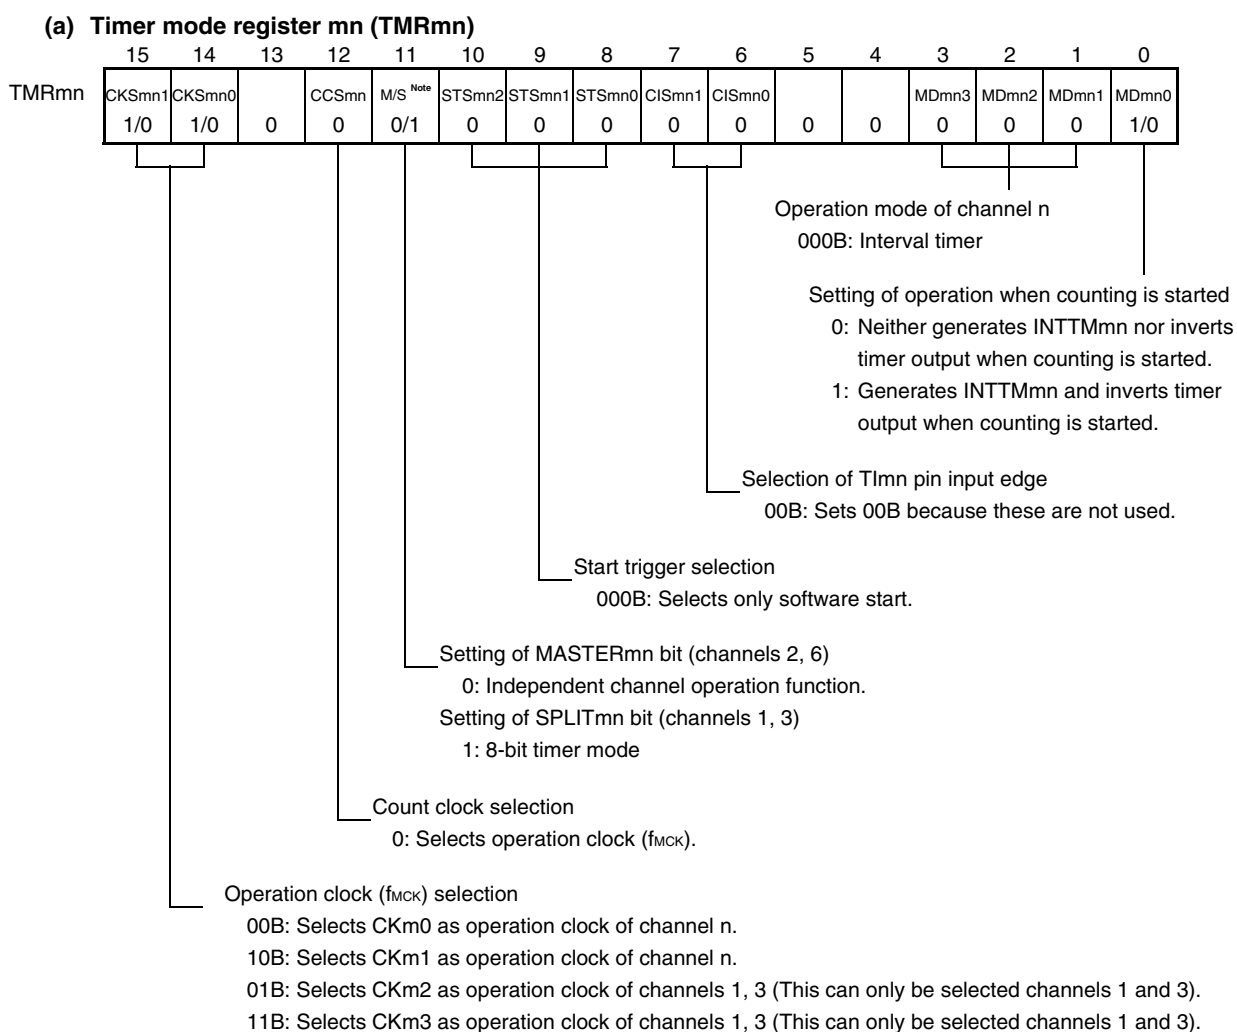 (a) Timer mode register mn (TMRmn)
15 14 13 12 11 10 9 8 7 6 5 4 3 2 1 0
TMRmn CKSmn1 CKSmn0 CCSmn M/S Note STSmn2 STSmn1 STSmn0 CISmn1 CISmn0 MDmn3 MDmn2 MDmn1 MDmn0
1/0 1/0 0 0 0/1 0 0 0 0 0 0 0 0 0 0 1/0
Operation mode of channel n
000B: Interval timer
Setting of operation when counting is started
0: Neither generates INTTMmn nor inverts
timer output when counting is started.
1: Generates INTTMmn and inverts timer
output when counting is started.
Selection of TImn pin input edge
00B: Sets 00B because these are not used.
Start trigger selection
000B: Selects only software start.
Setting of MASTERmn bit (channels 2, 6)
0: Independent channel operation function.
Setting of SPLITmn bit (channels 1, 3)
1: 8-bit timer mode
Count clock selection
0: Selects operation clock (fMCK).
Operation clock (fMCK) selection
00B: Selects CKm0 as operation clock of channel n.
10B: Selects CKm1 as operation clock of channel n.
01B: Selects CKm2 as operation clock of channels 1, 3 (This can only be selected channels 1 and 3).
11B: Selects CKm3 as operation clock of channels 1, 3 (This can only be selected channels 1 and 3).